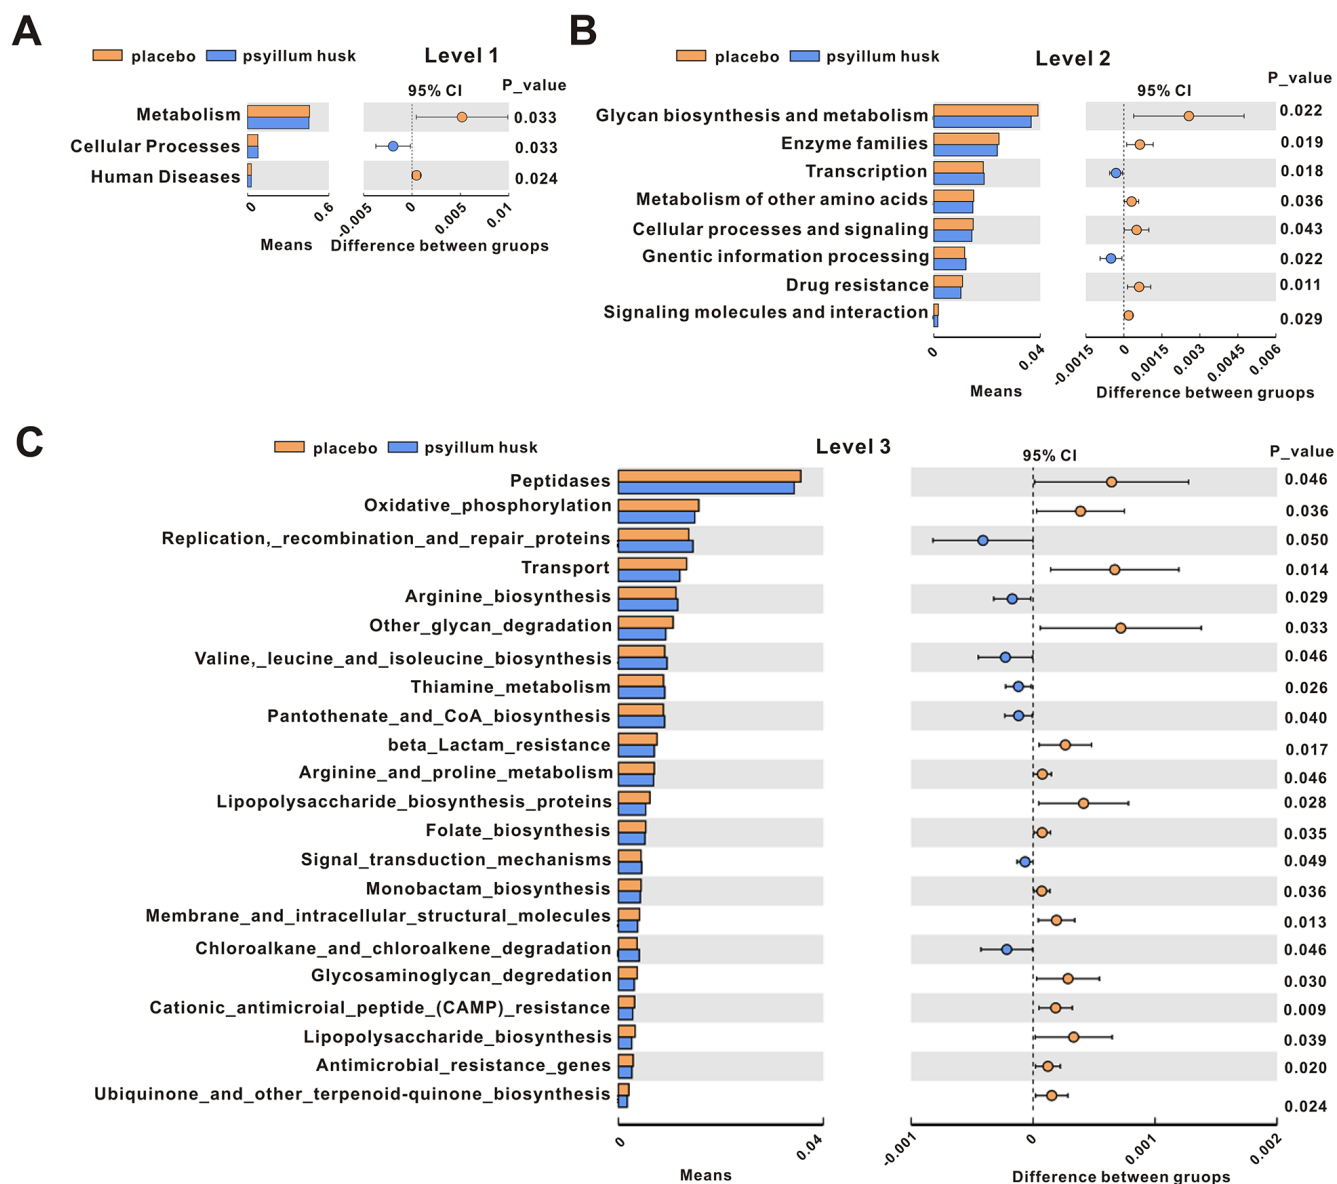 A
placebo psyillum husk Level 1
95% CI P_value
Metabolism 0.033
Cellular Processes 0.033
Human Diseases 0.024
0 0.6 -0.005 0 0.005 0.01
Means Difference between gruops
B
placebo psyillum husk Level 2
95% CI P_value
Glycan biosynthesis and metabolism 0.022
Enzyme families 0.019
Transcription 0.018
Metabolism of other amino acids 0.036
Cellular processes and signaling 0.043
Gnentic information processing 0.022
Drug resistance 0.011
Signaling molecules and interaction 0.029
0 0.04 -0.0015 0 0.0015 0.003 0.0045 0.006
Means Difference between gruops
C
placebo psyillum husk Level 3
95% CI P_value
Peptidases 0.046
Oxidative_phosphorylation 0.036
Replication,_recombination_and_repair_proteins 0.050
Transport 0.014
Arginine_biosynthesis 0.029
Other_glycan_degradation 0.033
Valine,_leucine_and_isoleucine_biosynthesis 0.046
Thiamine_metabolism 0.026
Pantothenate_and_CoA_biosynthesis 0.040
beta_Lactam_resistance 0.017
Arginine_and_proline_metabolism 0.046
Lipopolysaccharide_biosynthesis_proteins 0.028
Folate_biosynthesis 0.035
Signal_transduction_mechanisms 0.049
Monobactam_biosynthesis 0.036
Membrane_and_intracellular_structural_molecules 0.013
Chloroalkane_and_chloroalkene_degradation 0.046
Glycosaminoglycan_degredation 0.030
Cationic_antimicroial_peptide_(CAMP)_resistance 0.009
Lipopolysaccharide_biosynthesis 0.039
Antimicrobial_resistance_genes 0.020
Ubiquinone_and_other_terpenoid-quinone_biosynthesis 0.024
0 0.04 -0.001 0 0.001 0.002
Means Difference between gruops